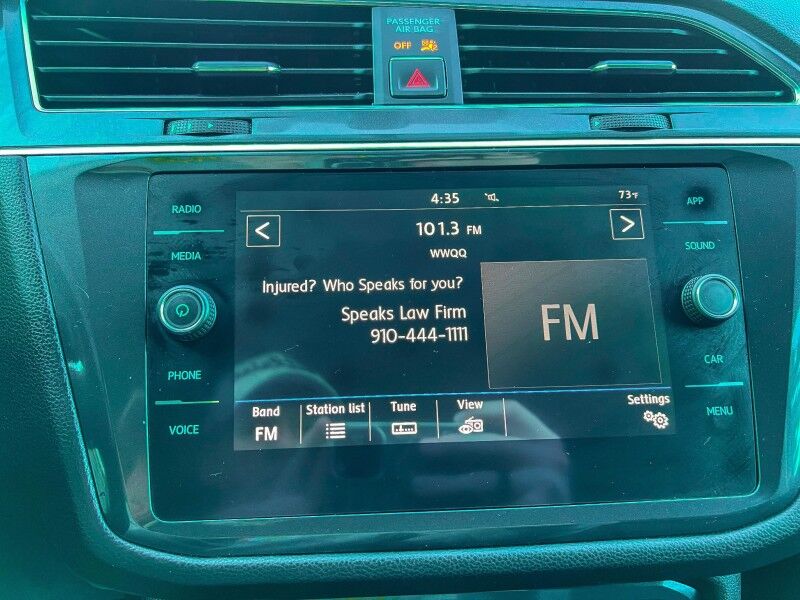 PASSENGER
AIR BAG
OFF
RADIO
MEDIA
PHONE
VOICE
4:35
73°F
101.3 FM
WWQQ
Injured? Who Speaks for you?
Speaks Law Firm
910-444-1111
FM
Band
FM
Station list
Tune
View
Settings
APP
SOUND
CAR
MENU